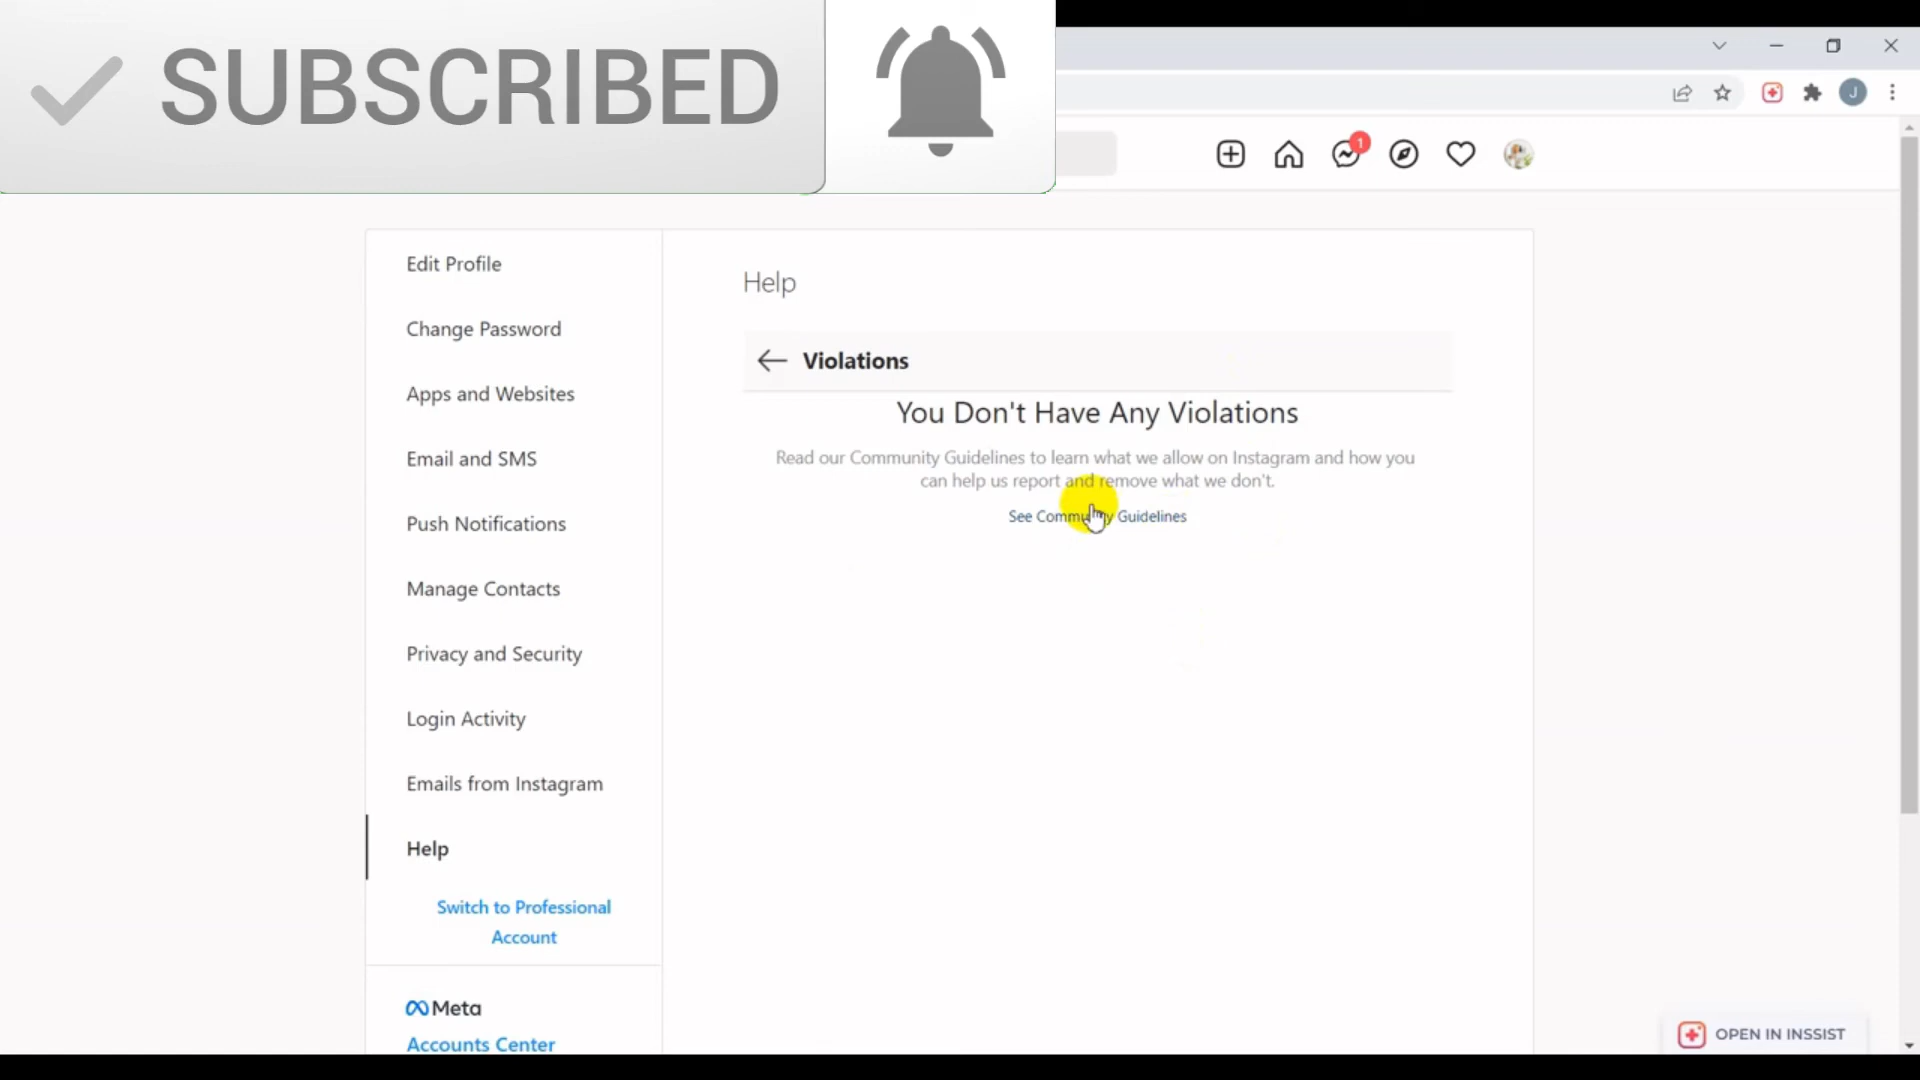 SUBSCRIBED
J
1
Edit Profile
Change Password
Apps and Websites
Email and SMS
Push Notifications
Manage Contacts
Privacy and Security
Login Activity
Emails from Instagram
Help
Switch to Professional
Account
Meta
Accounts Center
Help
Violations
You Don't Have Any Violations
Read our Community Guidelines to learn what we allow on Instagram and how you
can help us report and remove what we don't.
See Community Guidelines
OPEN IN INSSIST